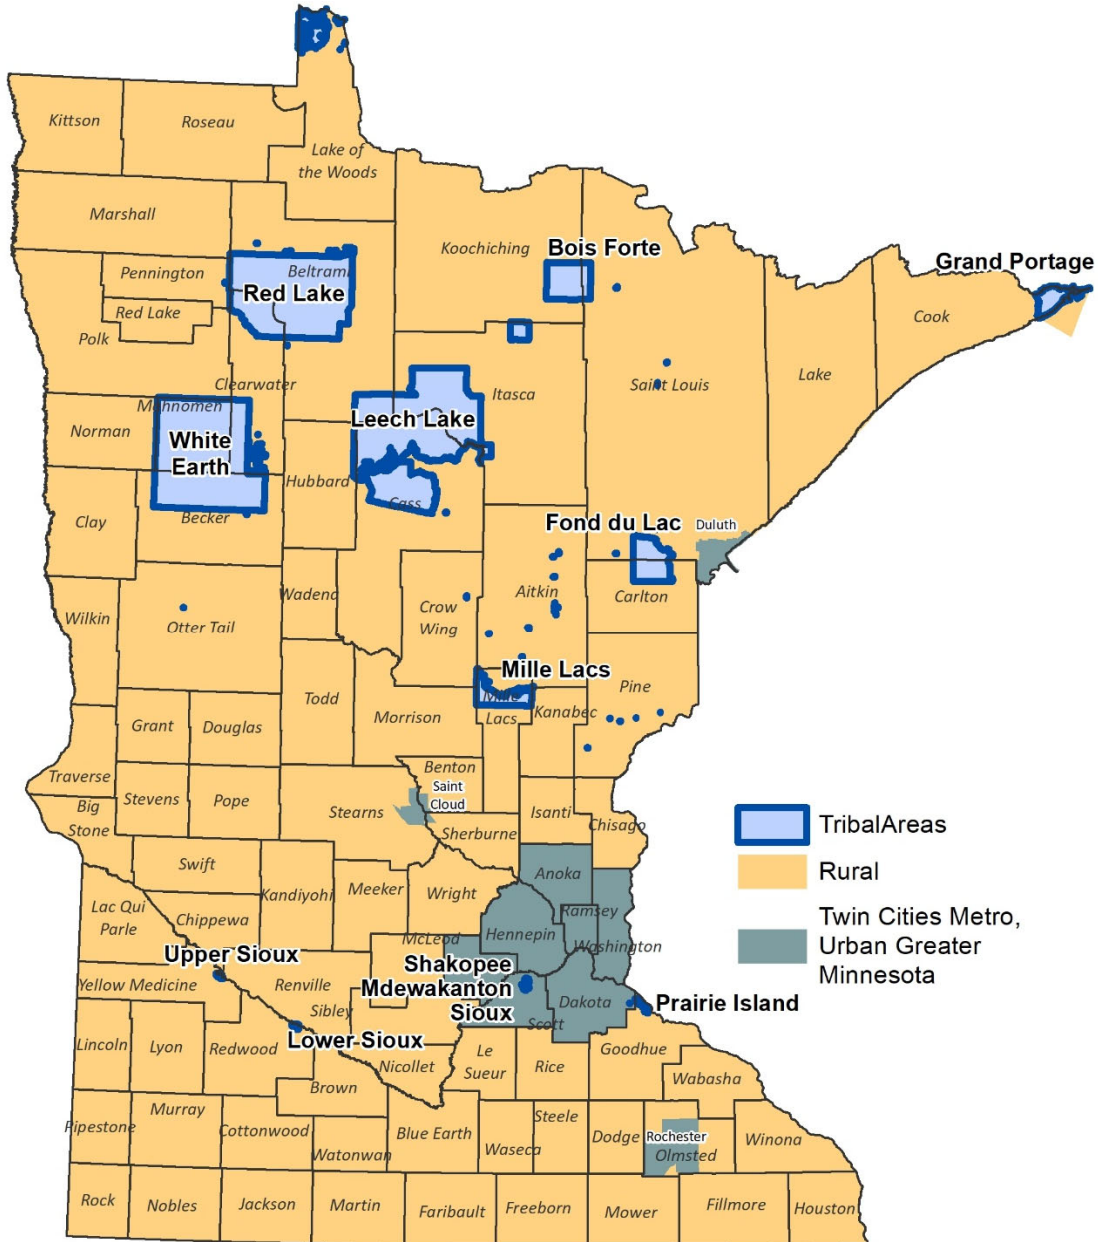 Kittson
Roseau
Lake of
the Woods
Marshall
Koochiching
Bois Forte
Grand Portage
Pennington
Beltrami
Red Lake
Red Lake
Cook
Polk
Clearwater
Saint Louis
Lake
Itasca
Mahnomen
Norman
White
Earth
Leech Lake
Hubbard
Cass
Clay
Becker
Fond du Lac
Duluth
Wadena
Crow
Wing
Aitkin
Carlton
Wilkin
Otter Tail
Mille Lacs
Pine
Todd
Morrison
Mille
Lacs
Kanabec
Grant
Douglas
Traverse
Benton
Saint
Cloud
Big
Stone
Stevens
Pope
Stearns
Isanti
Chisago
Sherburne
TribalAreas
Swift
Anoka
Rural
Kandiyohi
Meeker
Wright
Lac Qui
Parle
Chippewa
Ramsey
Hennepin
Washington
Twin Cities Metro,
Urban Greater
Minnesota
McLeod
Upper Sioux
Shakopee
Mdewakanton
Sioux
Yellow Medicine
Renville
Sibley
Dakota
Prairie Island
Scott
Lower Sioux
Lincoln
Lyon
Redwood
Nicollet
Le
Sueur
Rice
Goodhue
Wabasha
Brown
Pipestone
Murray
Cottonwood
Watonwan
Blue Earth
Waseca
Steele
Dodge
Rochester
Olmsted
Winona
Rock
Nobles
Jackson
Martin
Faribault
Freeborn
Mower
Fillmore
Houston